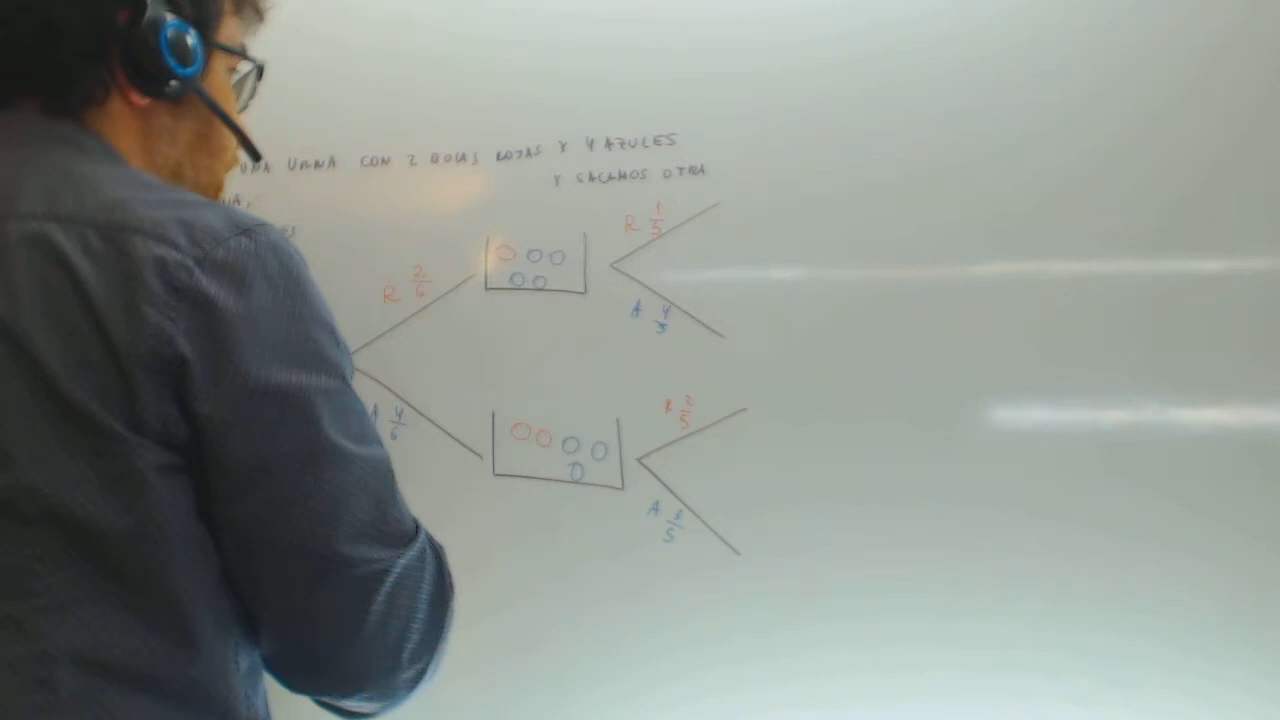 UNA URNA CON 2 BOLAS ROJAS Y 4 AZULES
Y SACAMOS OTRA
R 2/6
R 1/5
A 4/5
A 4/6
R 2/5
A 3/5